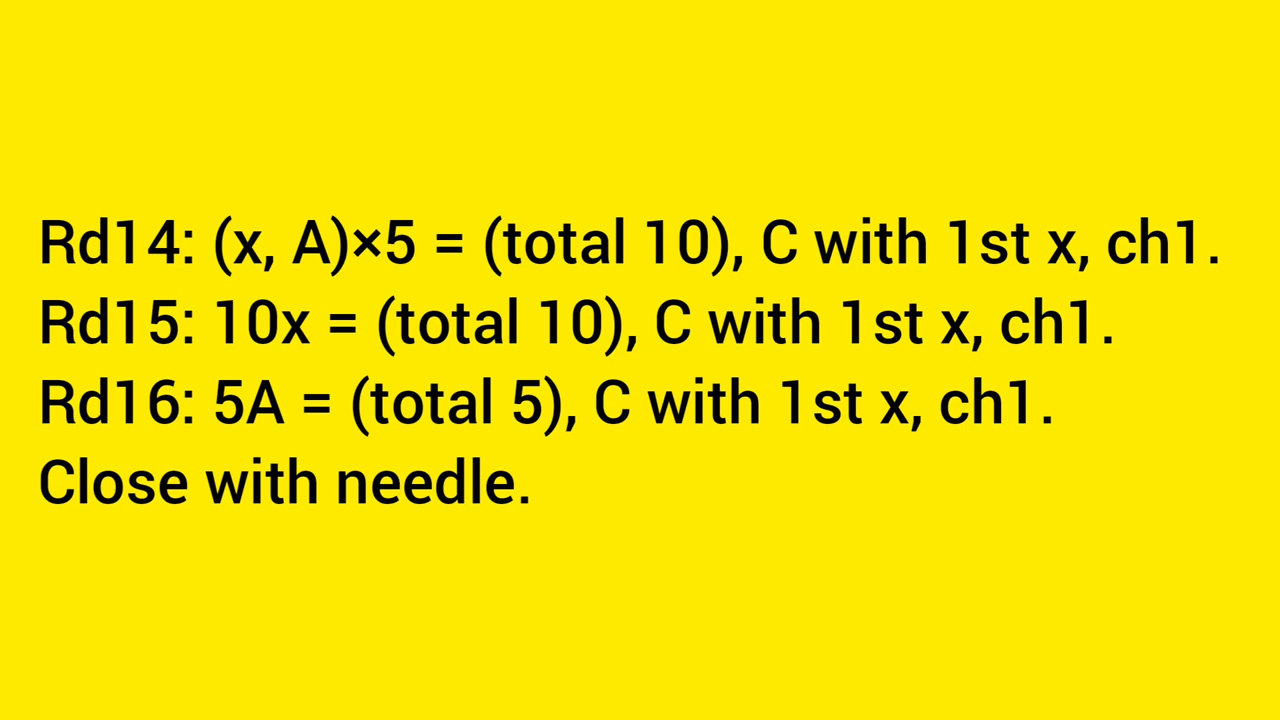 Rd14: (x, A)×5 = (total 10), C with 1st x, ch1.
Rd15: 10x = (total 10), C with 1st x, ch1.
Rd16: 5A = (total 5), C with 1st x, ch1.
Close with needle.